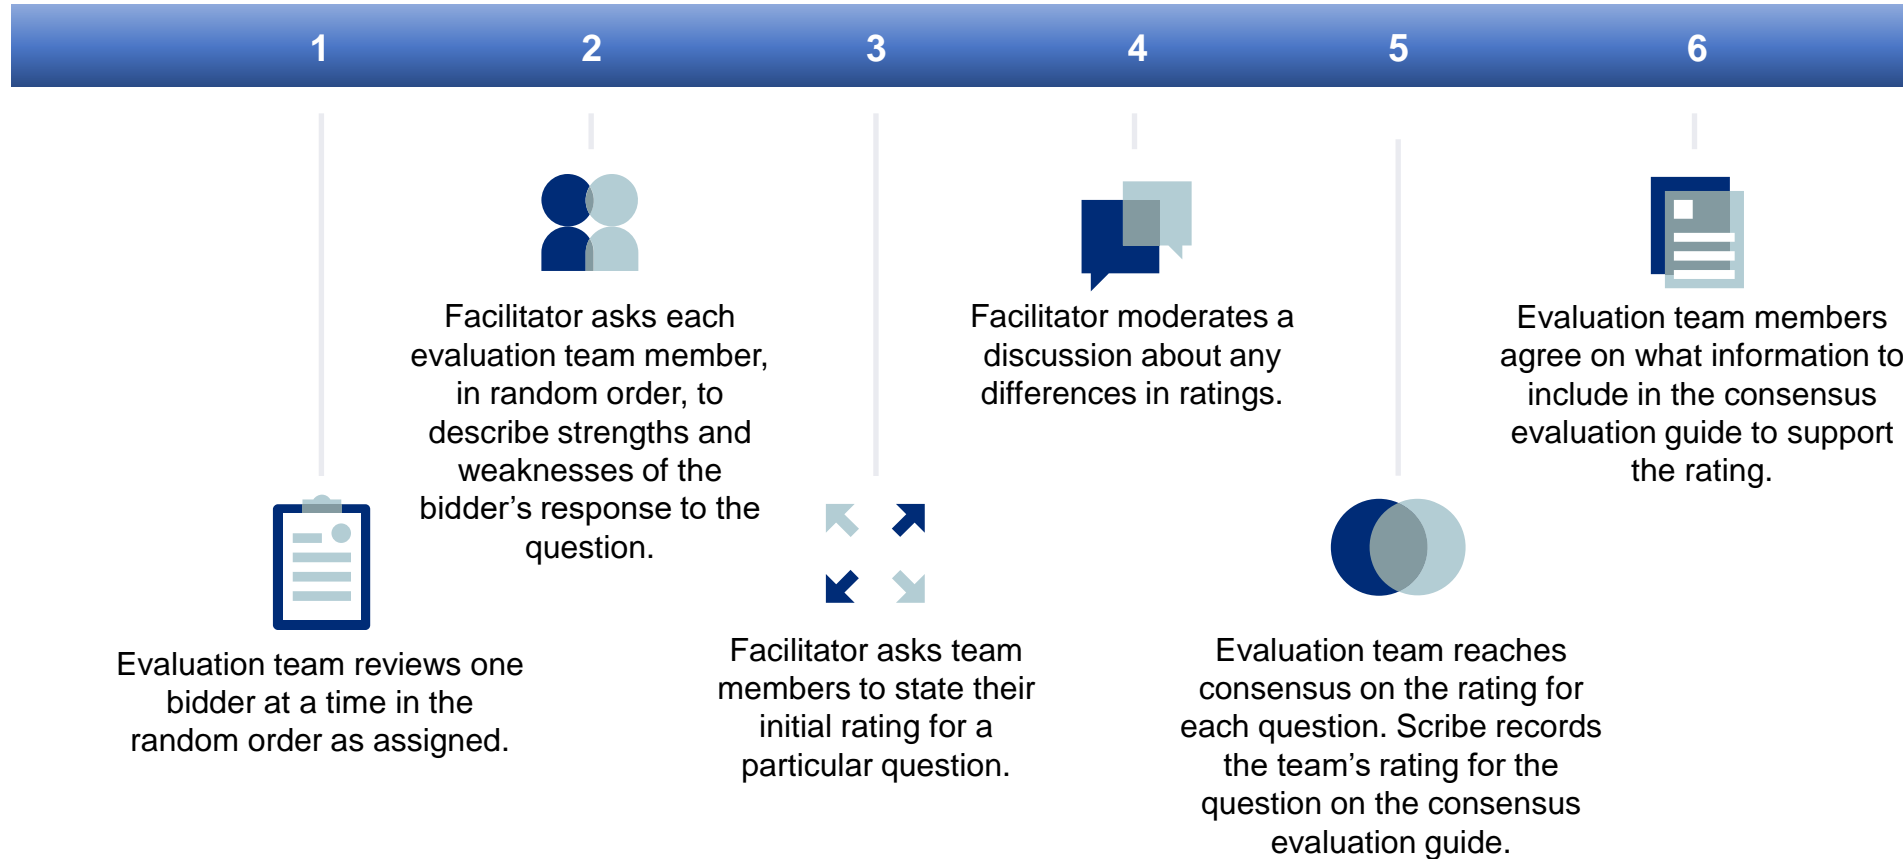 1
2
3
4
5
6
Evaluation team reviews one
bidder at a time in the
random order as assigned.
Facilitator asks each
evaluation team member,
in random order, to
describe strengths and
weaknesses of the
bidder’s response to the
question.
Facilitator asks team
members to state their
initial rating for a
particular question.
Facilitator moderates a
discussion about any
differences in ratings.
Evaluation team reaches
consensus on the rating for
each question. Scribe records
the team’s rating for the
question on the consensus
evaluation guide.
Evaluation team members
agree on what information to
include in the consensus
evaluation guide to support
the rating.